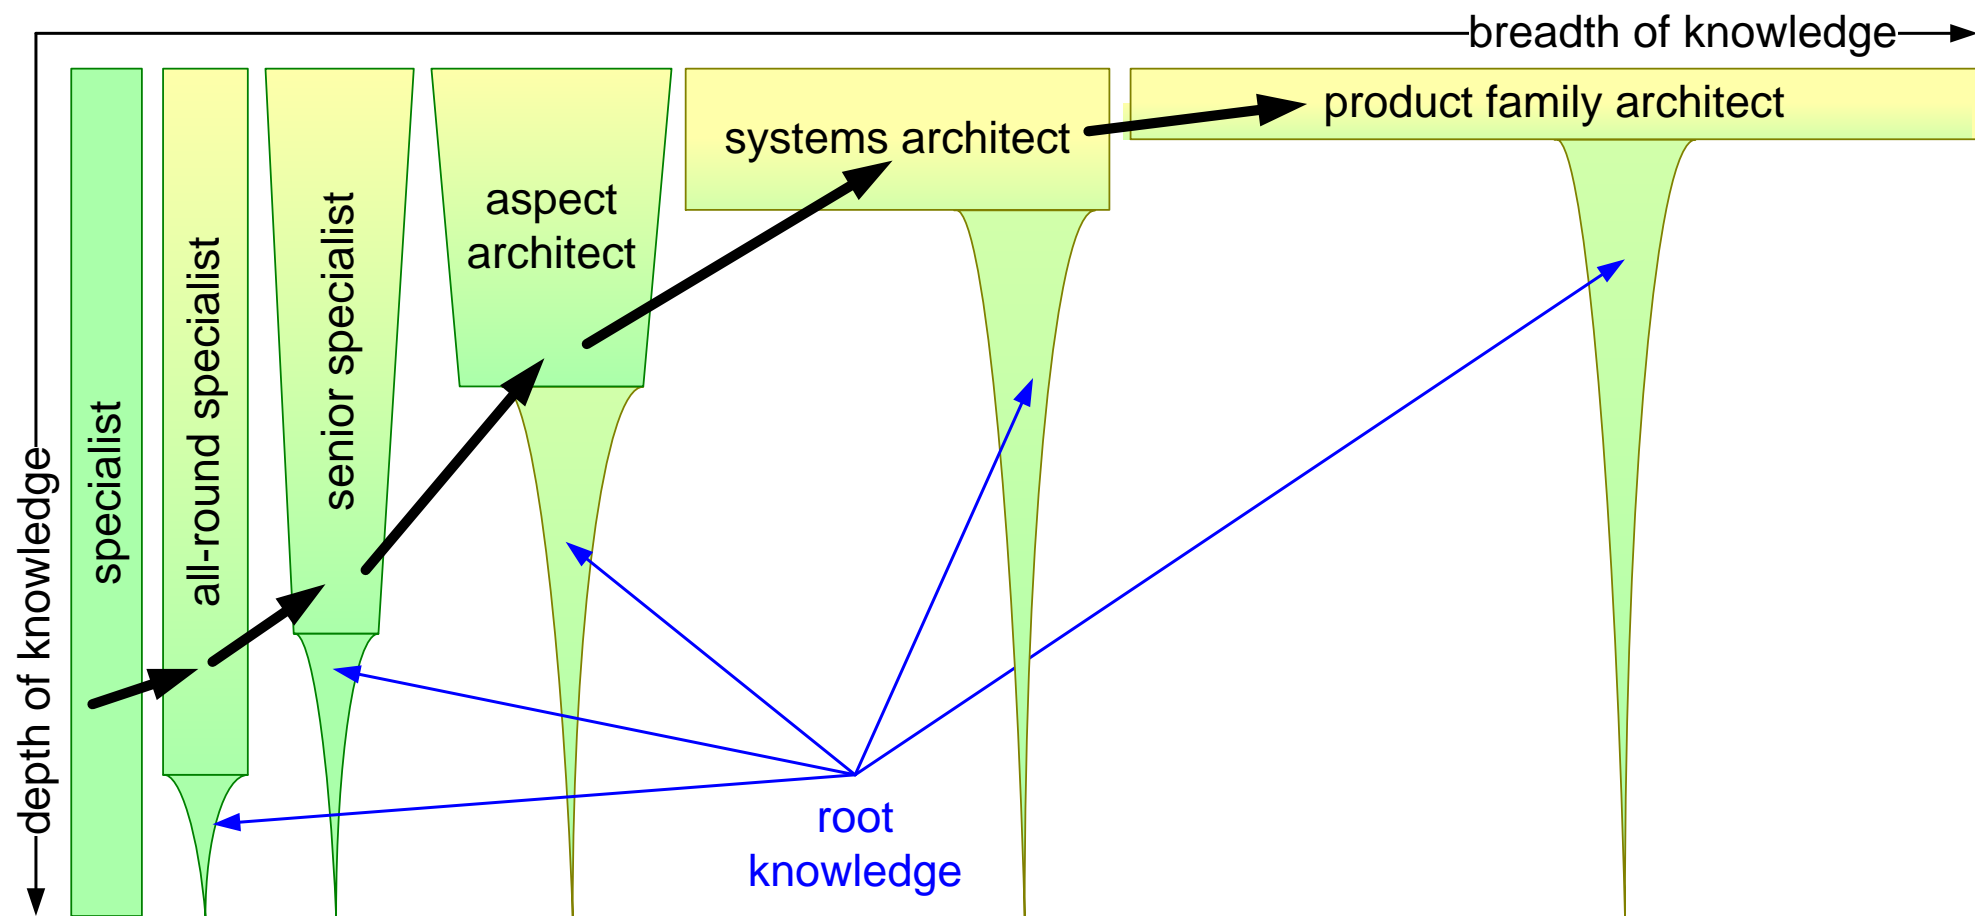 breadth of knowledge
depth of knowledge
specialist
all-round specialist
senior specialist
aspect
architect
systems architect
product family architect
root
knowledge